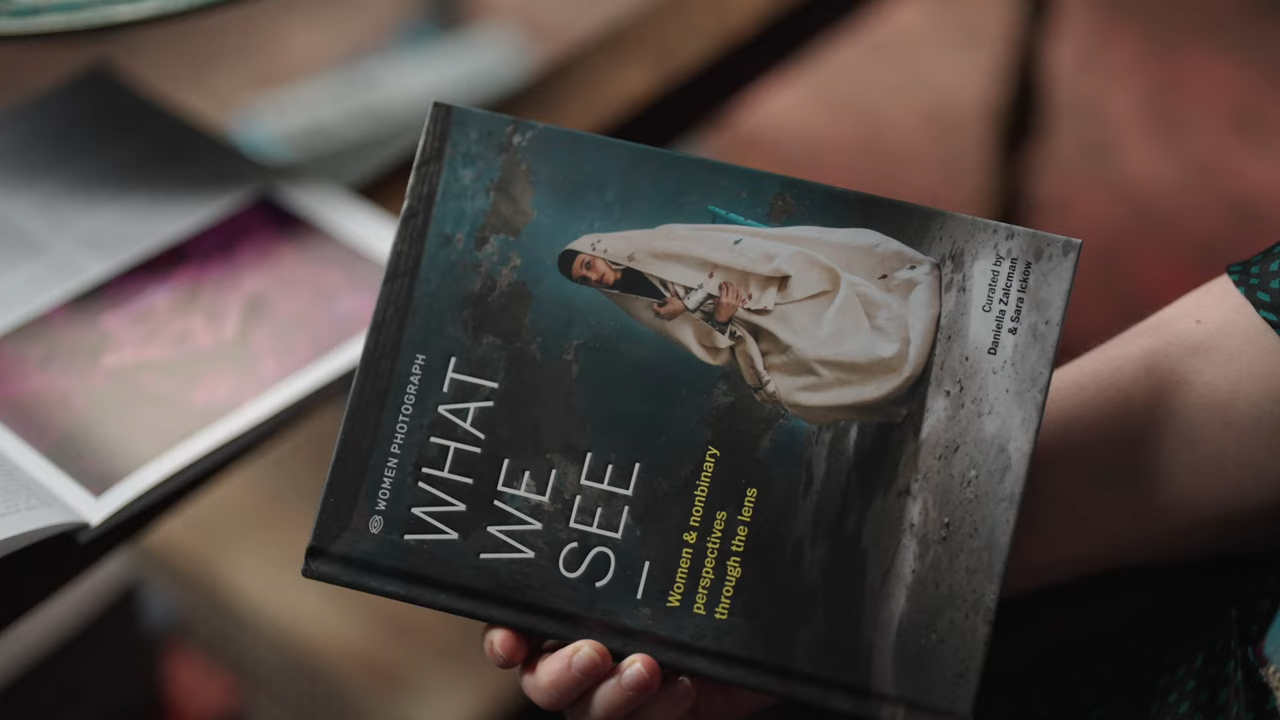 WOMEN PHOTOGRAPH
WHAT
WE
SEE
Women & nonbinary
perspectives
through the lens
Curated by
Daniella Zalcman
& Sara Ickow